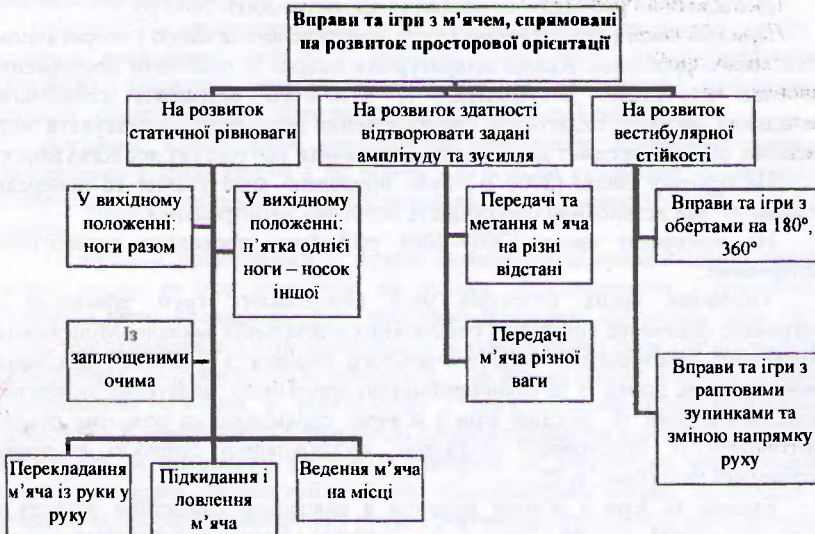 Вправи та ігри з м'ячем, спрямовані
на розвиток просторової орієнтації
На розвиток
статичної рівноваги
На розвиток здатності
відтворювати задані
амплітуду та зусилля
На розвиток
вестибулярної
стійкості
У вихідному
положенні:
ноги разом
У вихідному
положенні:
п'ятка однієї
ноги – носок
іншої
Передачі та
метання м'яча
на різні
відстані
Вправи та ігри з
обертами на 180°,
360°
Із
заплющеними
очима
Передачі
м'яча різної
ваги
Вправи та ігри з
раптовими
зупинками та
зміною напрямку
руху
Перекладання
м'яча із руки у
руку
Підкидання і
ловлення
м'яча
Ведення м'яча
на місці